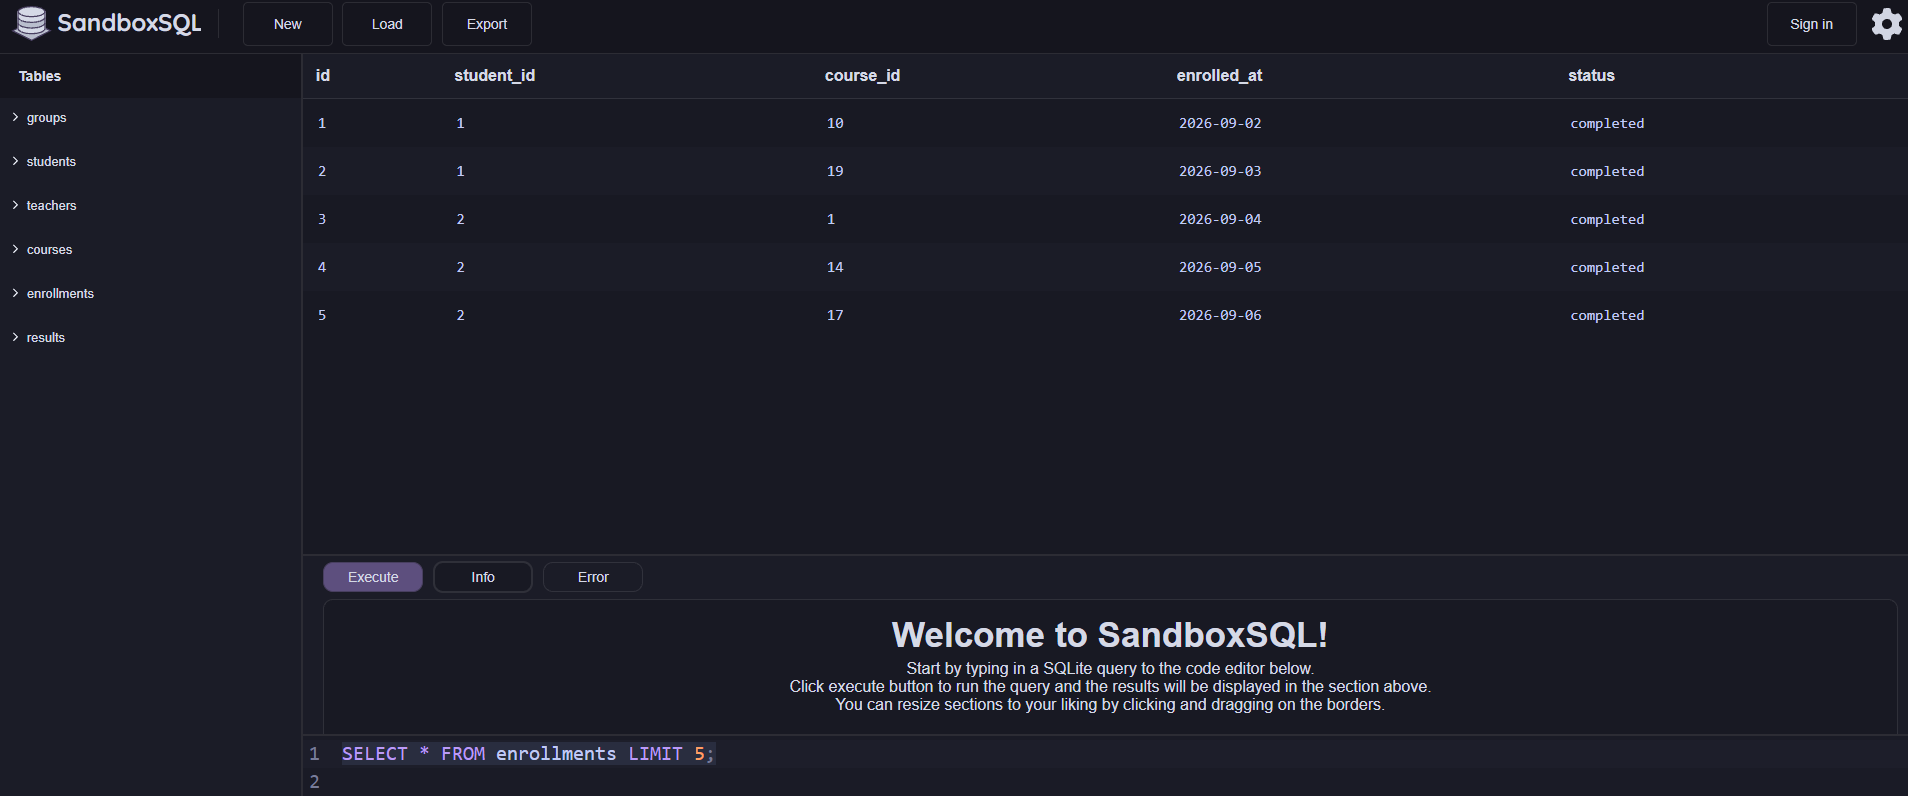 SandboxSQL New Load Export Sign in
Tables
groups
students
teachers
courses
enrollments
results
id student_id course_id enrolled_at status
1 1 10 2026-09-02 completed
2 1 19 2026-09-03 completed
3 2 1 2026-09-04 completed
4 2 14 2026-09-05 completed
5 2 17 2026-09-06 completed
Execute Info Error
Welcome to SandboxSQL!
Start by typing in a SQLite query to the code editor below.
Click execute button to run the query and the results will be displayed in the section above.
You can resize sections to your liking by clicking and dragging on the borders.
1 SELECT * FROM enrollments LIMIT 5;
2